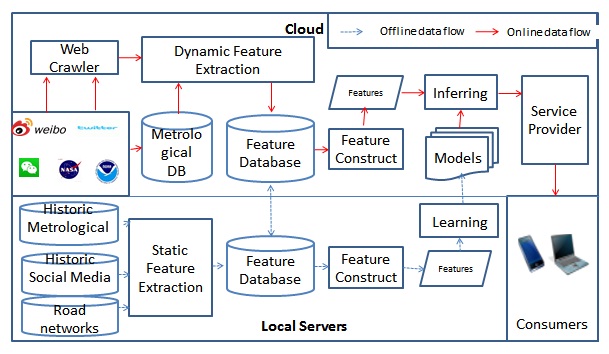 Cloud
Offline data flow
Online data flow
Web
Crawler
Dynamic Feature
Extraction
Features
Inferring
Service
Provider
weibo
twitter
NASA
Metrolo
gical
DB
Feature
Database
Feature
Construct
Models
Historic
Metrological
Historic
Social Media
Road
networks
Static
Feature
Extraction
Feature
Database
Feature
Construct
Features
Learning
Local Servers
Consumers